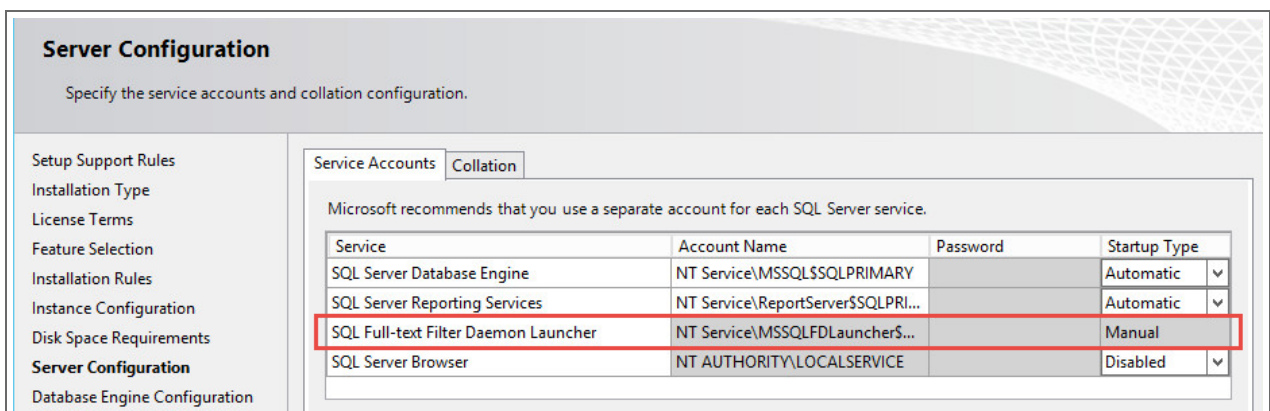 Server Configuration
Specify the service accounts and collation configuration.
Setup Support Rules
Installation Type
License Terms
Feature Selection
Installation Rules
Instance Configuration
Disk Space Requirements
Server Configuration
Database Engine Configuration
Service Accounts Collation
Microsoft recommends that you use a separate account for each SQL Server service.
Service Account Name Password Startup Type
SQL Server Database Engine NT Service\MSSQL$SQLPRIMARY Automatic
SQL Server Reporting Services NT Service\ReportServer$SQLPRI... Automatic
SQL Full-text Filter Daemon Launcher NT Service\MSSQLFDLauncher$... Manual
SQL Server Browser NT AUTHORITY\LOCALSERVICE Disabled